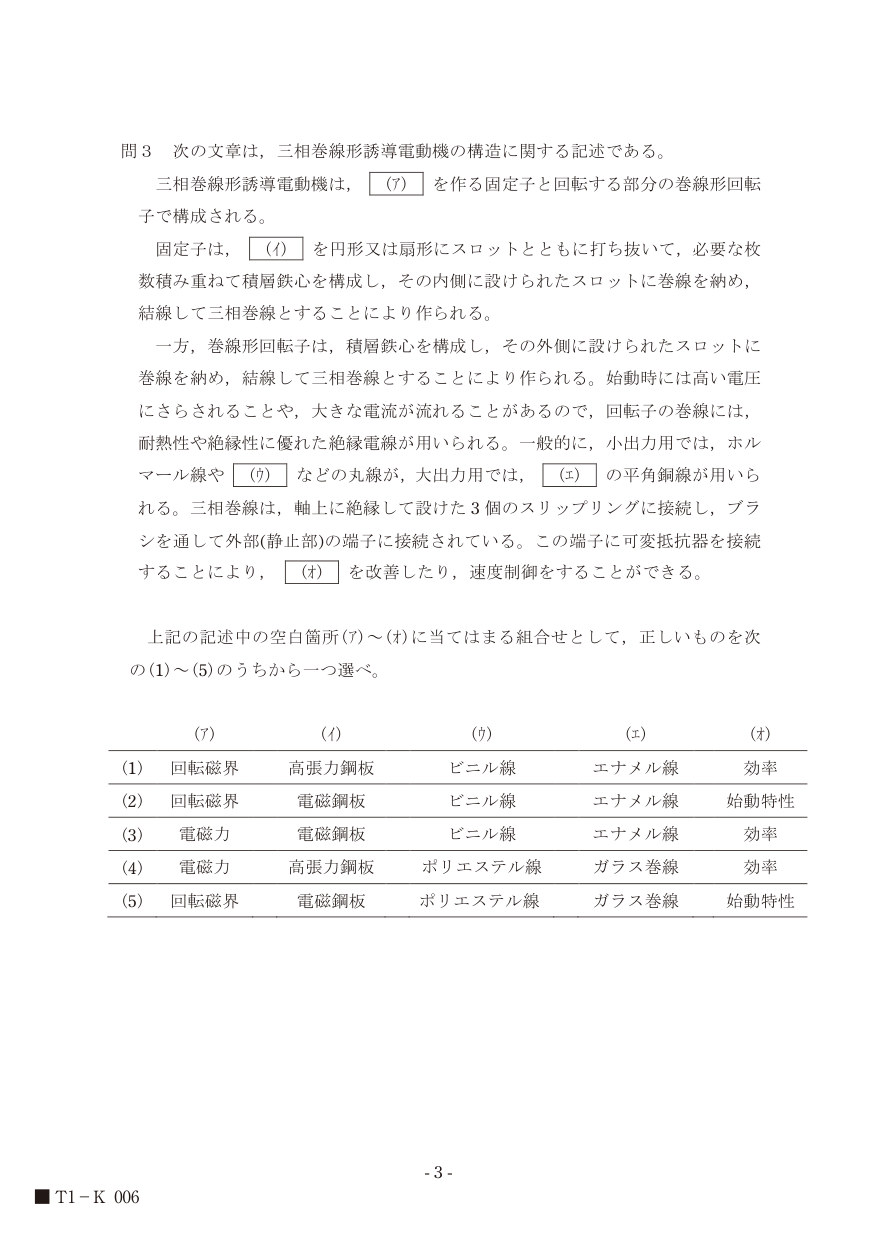 問３　次の文章は，三相巻線形誘導電動機の構造に関する記述である。
三相巻線形誘導電動機は，　(ｱ)　を作る固定子と回転する部分の巻線形回転
子で構成される。
固定子は，　(ｲ)　を円形又は扇形にスロットとともに打ち抜いて，必要な枚
数積み重ねて積層鉄心を構成し，その内側に設けられたスロットに巻線を納め，
結線して三相巻線とすることにより作られる。
一方，巻線形回転子は，積層鉄心を構成し，その外側に設けられたスロットに
巻線を納め，結線して三相巻線とすることにより作られる。始動時には高い電圧
にさらされることや，大きな電流が流れることがあるので，回転子の巻線には，
耐熱性や絶縁性に優れた絶縁電線が用いられる。一般的に，小出力用では，ホル
マール線や　(ｳ)　などの丸線が，大出力用では，　(ｴ)　の平角銅線が用いら
れる。三相巻線は，軸上に絶縁して設けた 3 個のスリップリングに接続し，ブラ
シを通して外部(静止部)の端子に接続されている。この端子に可変抵抗器を接続
することにより，　(ｵ)　を改善したり，速度制御をすることができる。
上記の記述中の空白箇所(ｱ)～(ｵ)に当てはまる組合せとして，正しいものを次
の(1)～(5)のうちから一つ選べ。
(ｱ)　(ｲ)　(ｳ)　(ｴ)　(ｵ)
(1)　回転磁界　高張力鋼板　ビニル線　エナメル線　効率
(2)　回転磁界　電磁鋼板　ビニル線　エナメル線　始動特性
(3)　電磁力　電磁鋼板　ビニル線　エナメル線　効率
(4)　電磁力　高張力鋼板　ポリエステル線　ガラス巻線　効率
(5)　回転磁界　電磁鋼板　ポリエステル線　ガラス巻線　始動特性
- 3 -
■ T1－K 006